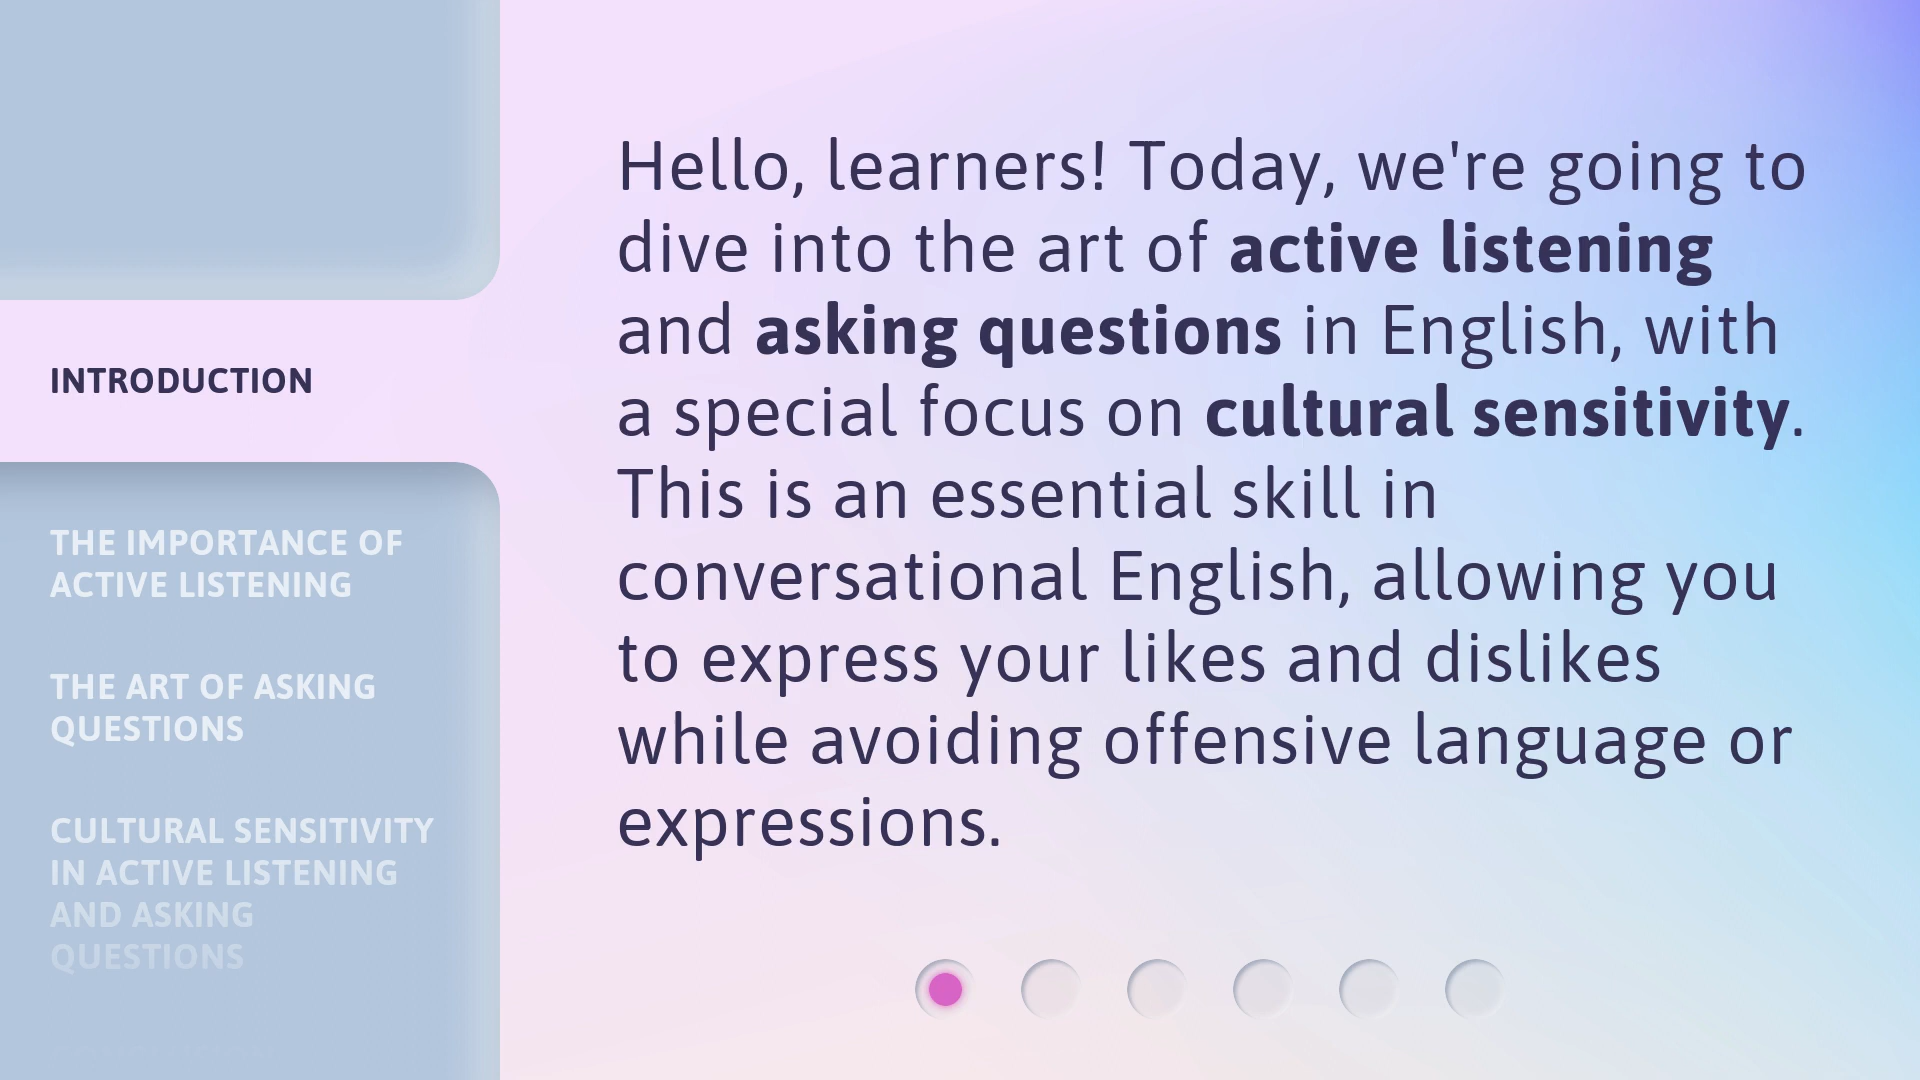 INTRODUCTION
THE IMPORTANCE OF
ACTIVE LISTENING
THE ART OF ASKING
QUESTIONS
CULTURAL SENSITIVITY
IN ACTIVE LISTENING
AND ASKING
QUESTIONS
Hello, learners! Today, we're going to
dive into the art of active listening
and asking questions in English, with
a special focus on cultural sensitivity.
This is an essential skill in
conversational English, allowing you
to express your likes and dislikes
while avoiding offensive language or
expressions.